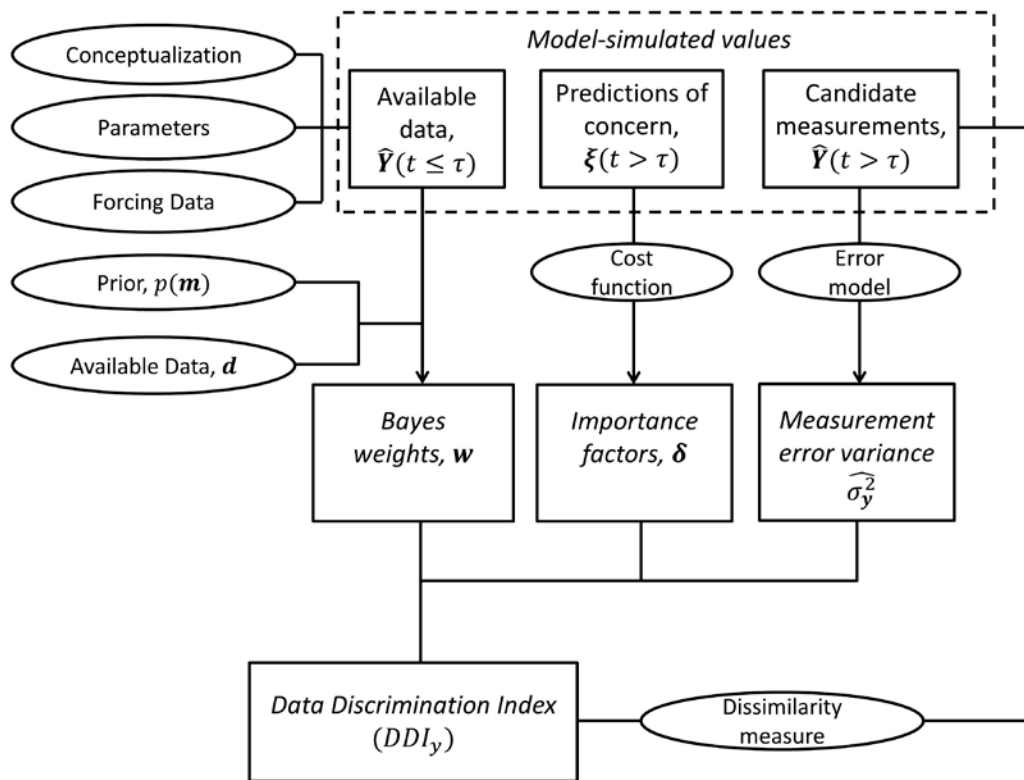 Model-simulated values
Conceptualization
Parameters
Forcing Data
Available
data,
𝒀̂(t ≤ τ)
Predictions of
concern,
𝝃(t > τ)
Candidate
measurements,
𝒀̂(t > τ)
Prior, p(𝒎)
Available Data, 𝒅
Cost
function
Error
model
Bayes
weights, 𝒘
Importance
factors, 𝜹
Measurement
error variance
σ̂²_𝒚
Data Discrimination Index
(DDI_y)
Dissimilarity
measure